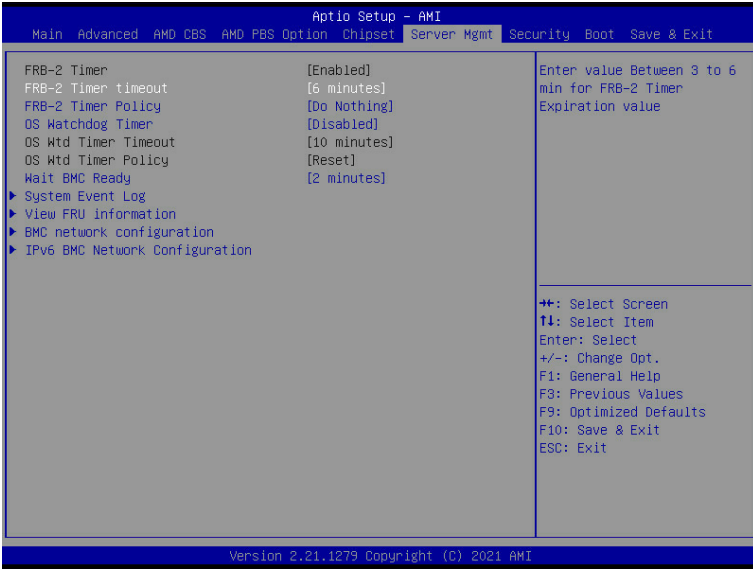 Aptio Setup – AMI
Main Advanced AMD CBS AMD PBS Option Chipset Server Mgmt Security Boot Save & Exit
FRB-2 Timer [Enabled]
FRB-2 Timer timeout [6 minutes]
FRB-2 Timer Policy [Do Nothing]
OS Watchdog Timer [Disabled]
OS Wtd Timer Timeout [10 minutes]
OS Wtd Timer Policy [Reset]
Wait BMC Ready [2 minutes]
▶ System Event Log
▶ View FRU information
▶ BMC network configuration
▶ IPv6 BMC Network Configuration
Enter value Between 3 to 6
min for FRB-2 Timer
Expiration value
→←: Select Screen
↑↓: Select Item
Enter: Select
+/-: Change Opt.
F1: General Help
F3: Previous Values
F9: Optimized Defaults
F10: Save & Exit
ESC: Exit
Version 2.21.1279 Copyright (C) 2021 AMI